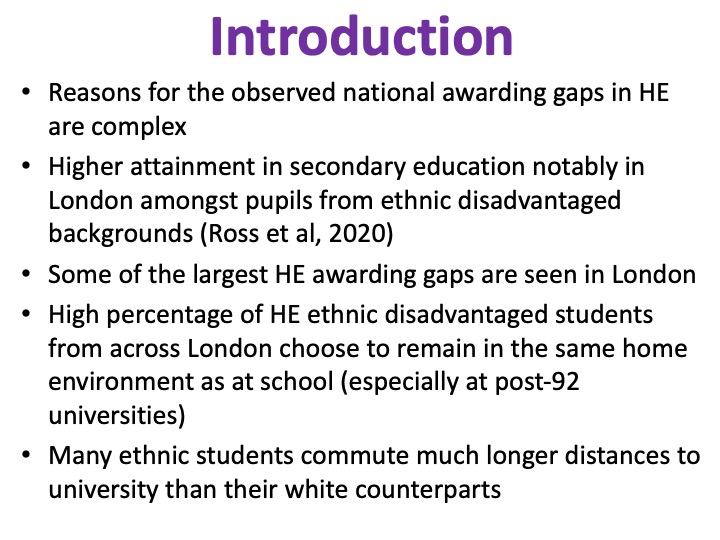 Introduction
• Reasons for the observed national awarding gaps in HE
are complex
• Higher attainment in secondary education notably in
London amongst pupils from ethnic disadvantaged
backgrounds (Ross et al, 2020)
• Some of the largest HE awarding gaps are seen in London
• High percentage of HE ethnic disadvantaged students
from across London choose to remain in the same home
environment as at school (especially at post-92
universities)
• Many ethnic students commute much longer distances to
university than their white counterparts